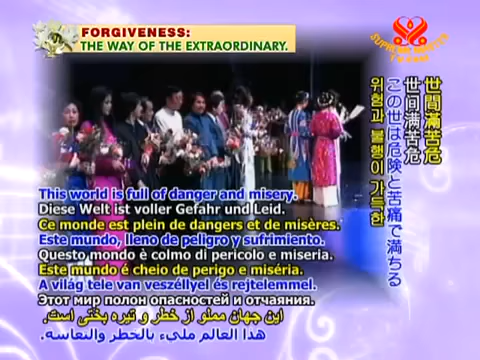 FORGIVENESS:
THE WAY OF THE EXTRAORDINARY.
SUPREME MASTER
世間滿苦危
世间满苦危
この世は危険と苦痛で満ちる
위험과 불행이 가득한
This world is full of danger and misery.
Diese Welt ist voller Gefahr und Leid.
Ce monde est plein de dangers et de misères.
Este mundo, lleno de peligro y sufrimiento.
Questo mondo è colmo di pericolo e miseria.
Este mundo é cheio de perigo e miséria.
A világ tele van veszéllyel és rejtelemmel.
Этот мир полон опасностей и отчаяния.
این جهان مملو از خطر و تیره بختی است.
هذا العالم مليء بالخطر والتعاسة.